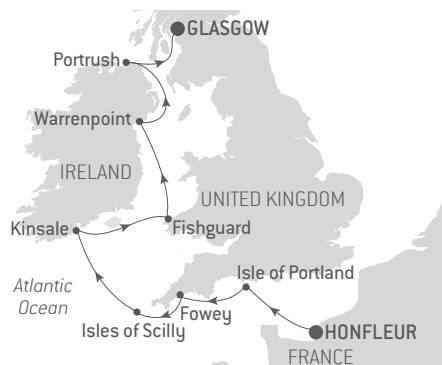 GLASGOW
Portrush
Warrenpoint
IRELAND
UNITED KINGDOM
Kinsale
Fishguard
Isle of Portland
Atlantic
Ocean
Fowey
Isles of Scilly
HONFLEUR
FRANCE